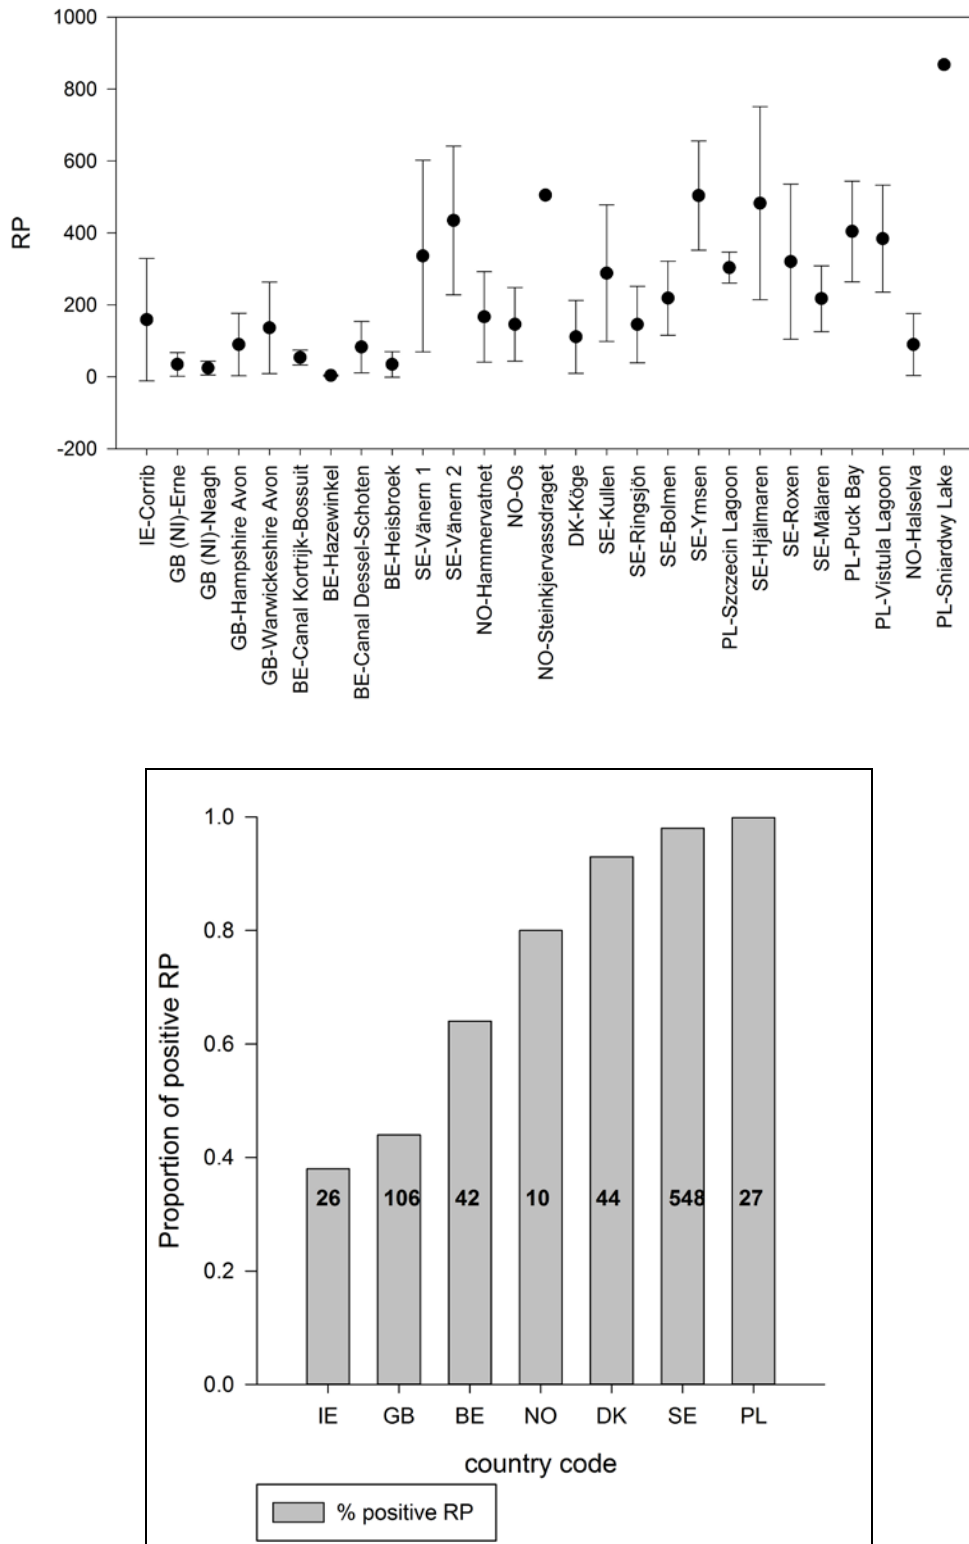 1000
800
600
400
200
0
-200
RP
IE-Corrib
GB (NI)-Erne
GB (NI)-Neagh
GB-Hampshire Avon
GB-Warwickeshire Avon
BE-Canal Kortrijk-Bossuit
BE-Hazewinkel
BE-Canal Dessel-Schoten
BE-Heisbroek
SE-Vänern 1
SE-Vänern 2
NO-Hammervatnet
NO-Os
NO-Steinkjervassdraget
DK-Köge
SE-Kullen
SE-Ringsjön
SE-Bolmen
SE-Ymsen
PL-Szczecin Lagoon
SE-Hjälmaren
SE-Roxen
SE-Mälaren
PL-Puck Bay
PL-Vistula Lagoon
NO-Halselva
PL-Sniardwy Lake
1.0
0.8
0.6
0.4
0.2
0.0
Proportion of positive RP
26 106 42 10 44 548 27
IE GB BE NO DK SE PL
country code
% positive RP